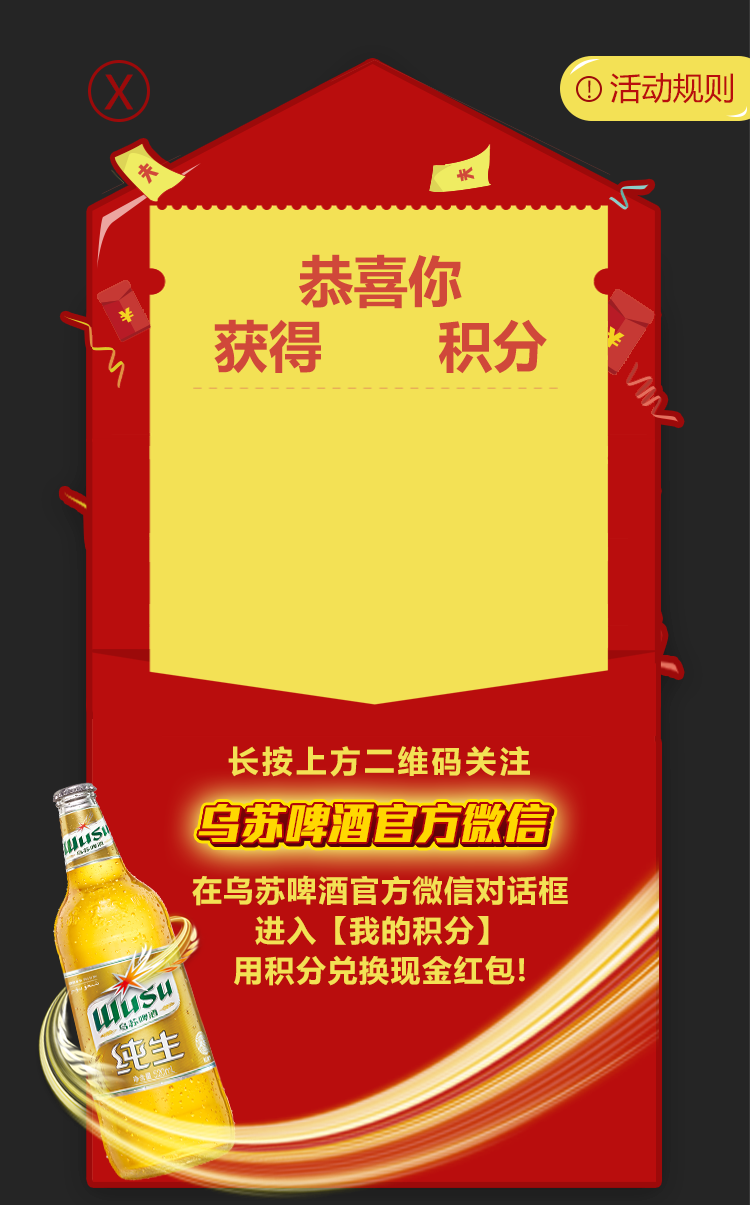 X
活动规则
恭喜你
获得 积分
长按上方二维码关注
乌苏啤酒官方微信
在乌苏啤酒官方微信对话框
进入【我的积分】
用积分兑换现金红包!
wusu
乌苏啤酒
wusu
乌苏啤酒
纯生